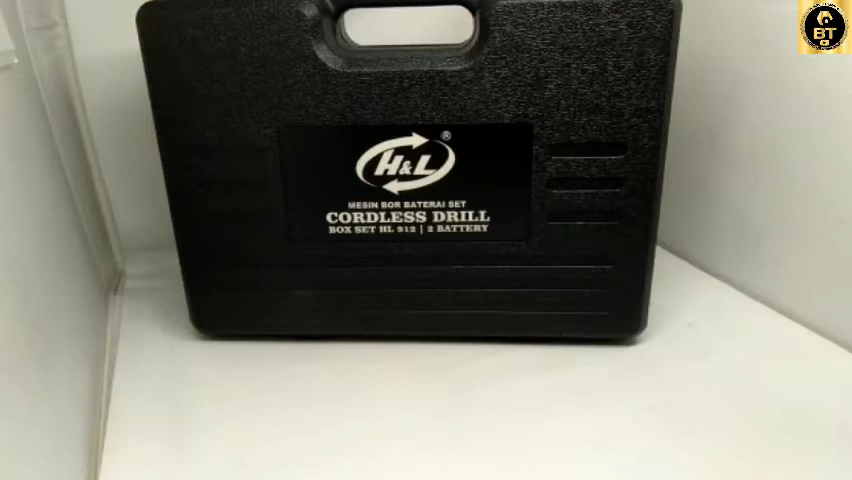 BT
H&L®
MESIN BOR BATERAI SET
CORDLESS DRILL
BOX SET HL 912 | 2 BATTERY